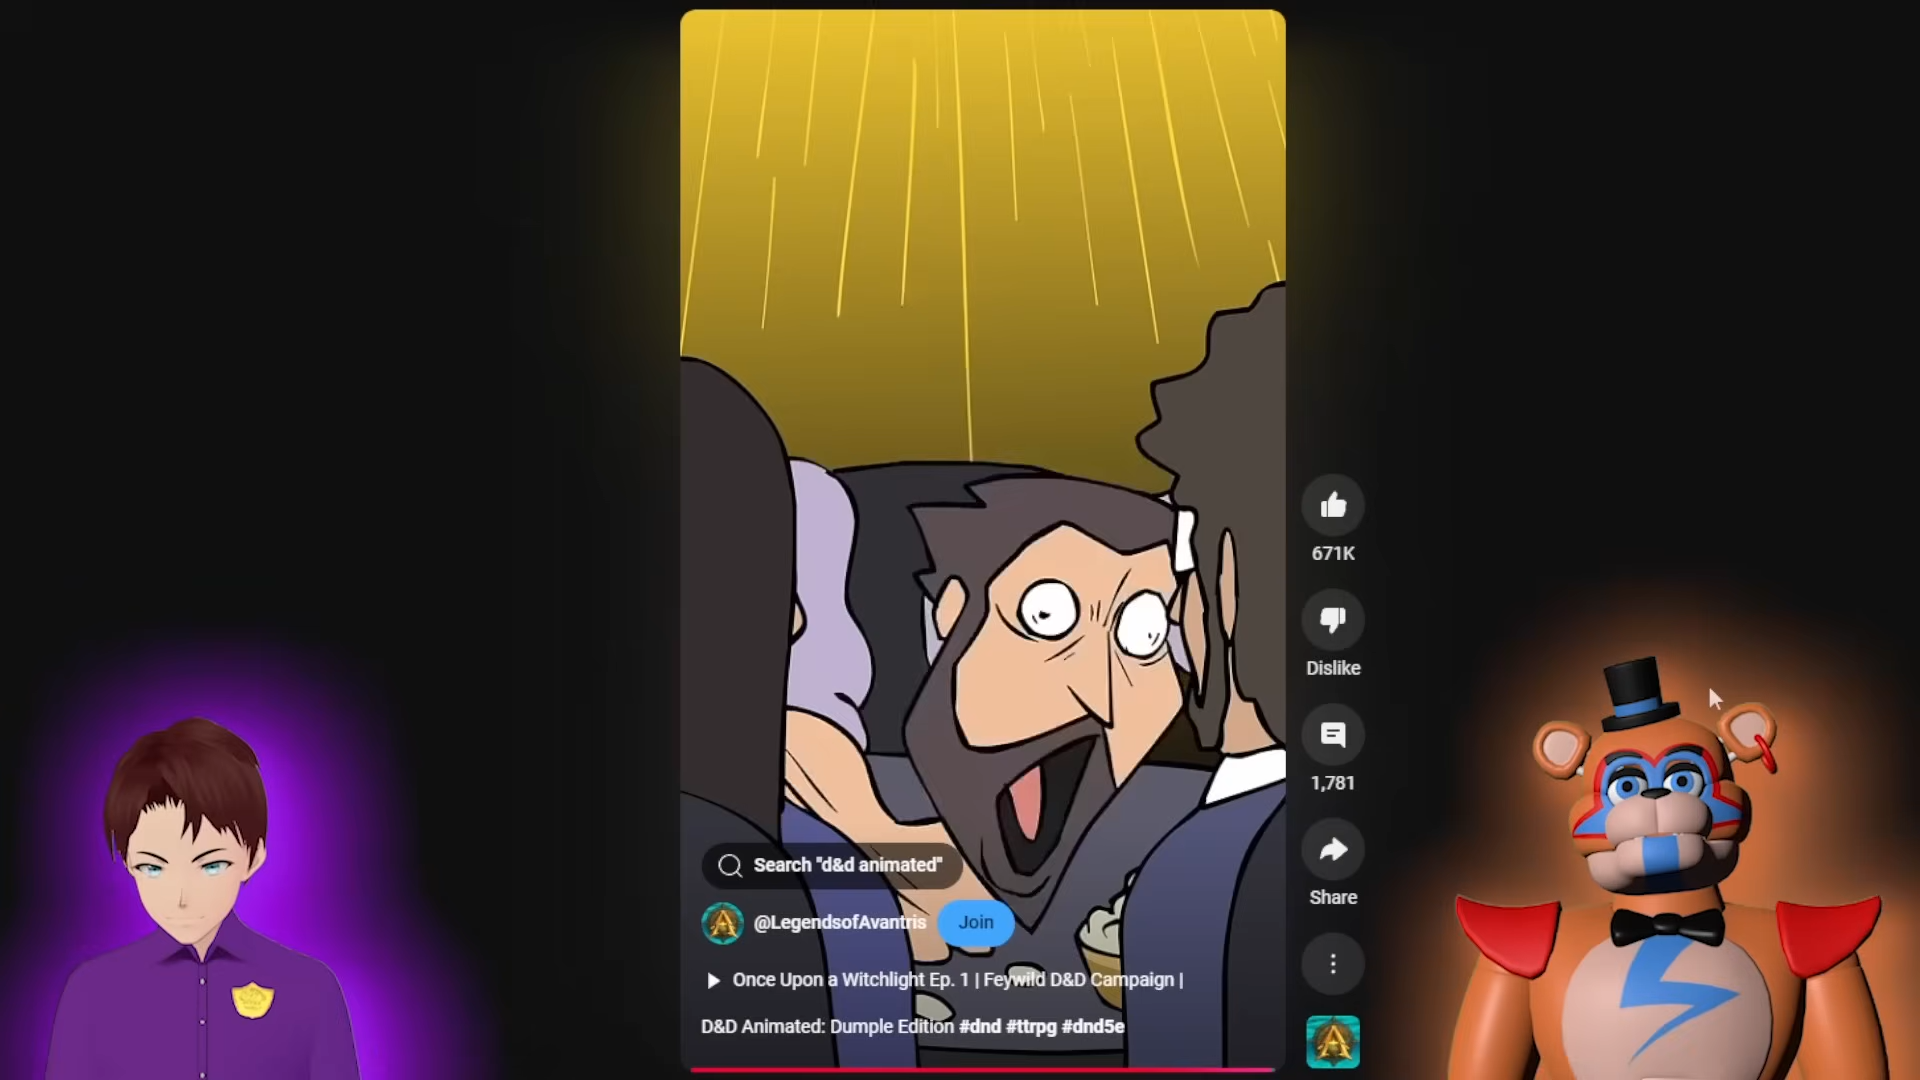 671K
Dislike
1,781
Share
Search "d&d animated"
@LegendsofAvantris Join
Once Upon a Witchlight Ep. 1 | Feywild D&D Campaign |
D&D Animated: Dumple Edition #dnd #ttrpg #dnd5e